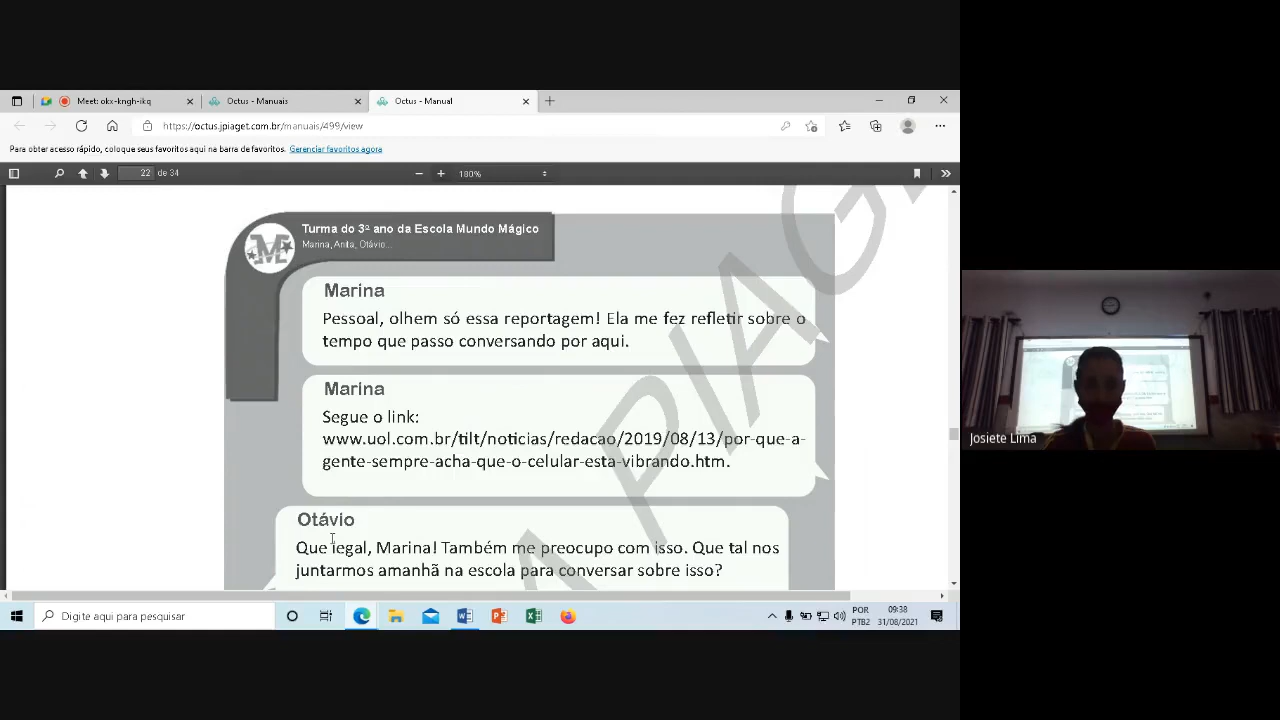 Meet: okx-kngh-ikq
Octus - Manuais
Octus - Manual
https://octus.jpiaget.com.br/manuais/499/view
Para obter acesso rápido, coloque seus favoritos aqui na barra de favoritos. Gerenciar favoritos agora
22 de 34
180%
Turma do 3º ano da Escola Mundo Mágico
Marina, Anita, Otávio...
Marina
Pessoal, olhem só essa reportagem! Ela me fez refletir sobre o
tempo que passo conversando por aqui.
Marina
Segue o link:
www.uol.com.br/tilt/noticias/redacao/2019/08/13/por-que-a-
gente-sempre-acha-que-o-celular-esta-vibrando.htm.
Otávio
Que legal, Marina! Também me preocupo com isso. Que tal nos
juntarmos amanhã na escola para conversar sobre isso?
M PIAGE
Josiete Lima
Digite aqui para pesquisar
POR
PTB2
09:38
31/08/2021